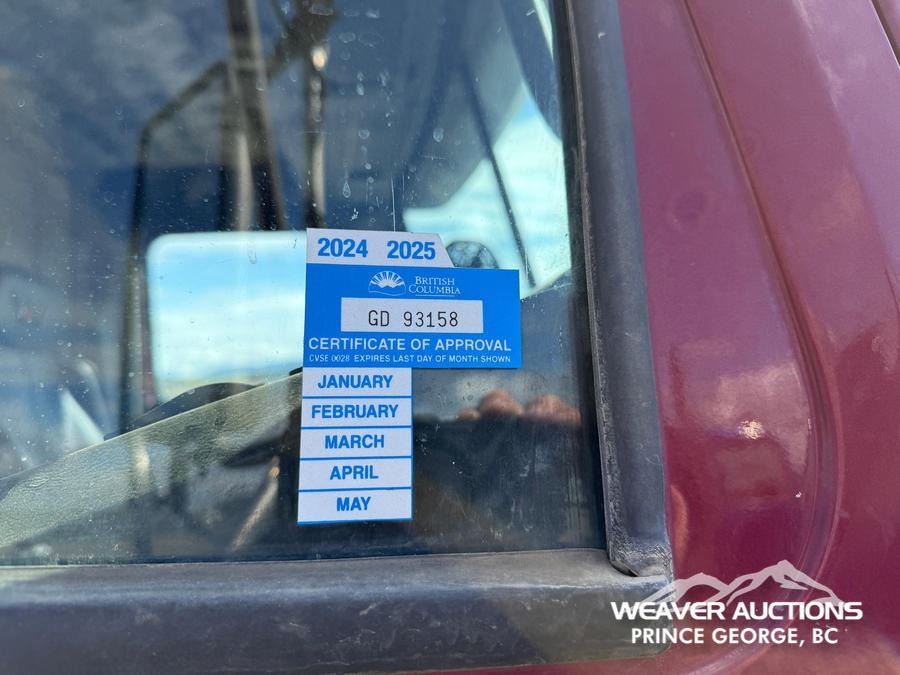 2024 2025
BRITISH
COLUMBIA
GD 93158
CERTIFICATE OF APPROVAL
CVSE 0028 EXPIRES LAST DAY OF MONTH SHOWN
JANUARY
FEBRUARY
MARCH
APRIL
MAY
WEAVER AUCTIONS
PRINCE GEORGE, BC